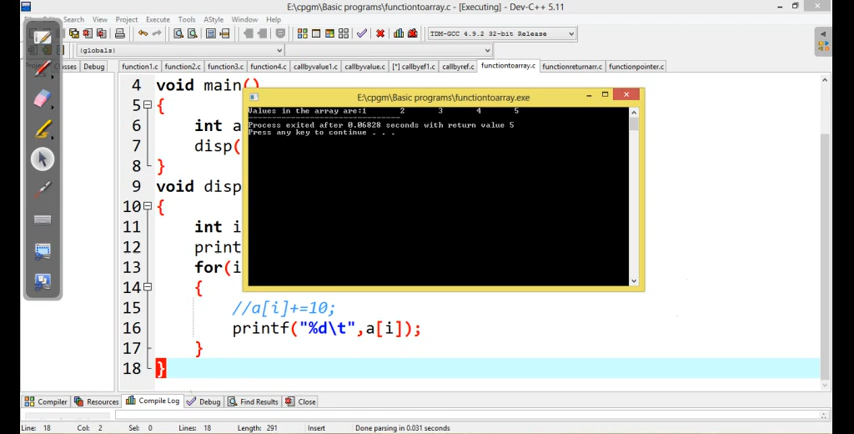 E:\cpgm\Basic programs\functiontoarray.c - [Executing] - Dev-C++ 5.11
Search View Project Execute Tools AStyle Window Help
TDM-GCC 4.9.2 32-bit Release
(globals)
Debug function1.c function2.c function3.c function4.c callbyvalue1.c callbyvalue.c [*] callbyef1.c callbyref.c functiontoarray.c functionreturnarr.c functionpointer.c
4 void main()
5 {
6 int a
7 disp(
8 }
9 void disp
10 {
11 int i
12 print
13 for(i
14 {
15 //a[i]+=10;
16 printf("%d\t",a[i]);
17 }
18 }
E:\cpgm\Basic programs\functiontoarray.exe
Values in the array are:1 2 3 4 5
--------------------------------
Process exited after 0.06828 seconds with return value 5
Press any key to continue . . .
Compiler Resources Compile Log Debug Find Results Close
Line: 18 Col: 2 Sel: 0 Lines: 18 Length: 291 Insert Done parsing in 0.031 seconds